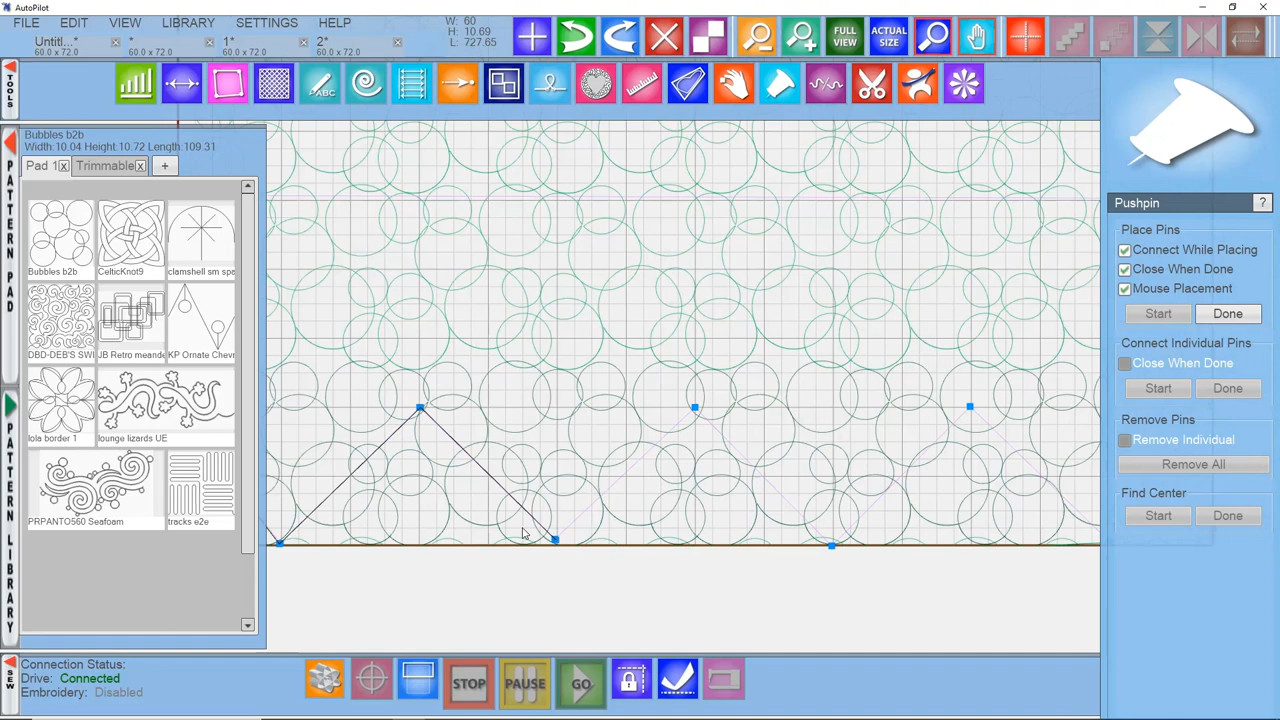 AutoPilot
FILE EDIT VIEW LIBRARY SETTINGS HELP
W: 60
H: 10.69
L: 727.65
FULL VIEW
ACTUAL SIZE
Untitl...* x
60.0 x 72.0
x
60.0 x 72.0
1* x
60.0 x 72.0
2* x
60.0 x 72.0
TOOLS
ABC
Bubbles b2b
Width:10.04 Height:10.72 Length:109.31
Pad 1 x Trimmable x +
PATTERN PAD
PATTERN LIBRARY
Bubbles b2b CelticKnot9 clamshell sm spa
DBD-DEB'S SWI JB Retro meande KP Ornate Chevr
lola border 1 lounge lizards UE
PRPANTO560 Seafoam tracks e2e
Pushpin ?
Place Pins
Connect While Placing
Close When Done
Mouse Placement
Start Done
Connect Individual Pins
Close When Done
Start Done
Remove Pins
Remove Individual
Remove All
Find Center
Start Done
SEW
Connection Status:
Drive: Connected
Embroidery: Disabled
STOP PAUSE GO